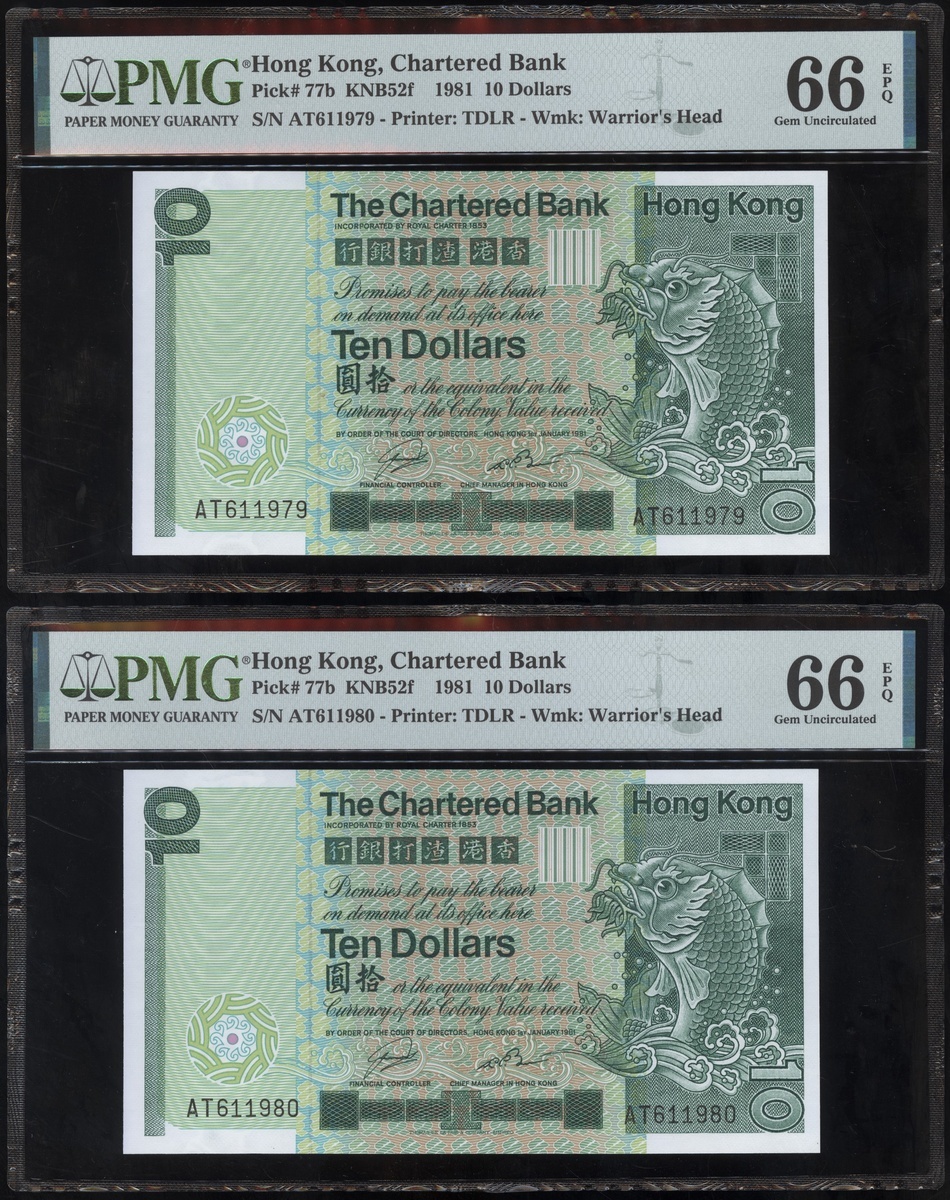 PMG®
PAPER MONEY GUARANTY
Hong Kong, Chartered Bank
Pick# 77b KNB52f 1981 10 Dollars
S/N AT611979 - Printer: TDLR - Wmk: Warrior's Head
66 EPQ
Gem Uncirculated
10
The Chartered Bank
INCORPORATED BY ROYAL CHARTER 1853
行銀打渣港香
Promises to pay the bearer
on demand at its office here
Ten Dollars
圓拾 or the equivalent in the
Currency of the Colony. Value received
BY ORDER OF THE COURT OF DIRECTORS, HONG KONG 1ST JANUARY 1981
FINANCIAL CONTROLLER CHIEF MANAGER IN HONG KONG
AT611979
Hong Kong
AT611979
10
PMG®
PAPER MONEY GUARANTY
Hong Kong, Chartered Bank
Pick# 77b KNB52f 1981 10 Dollars
S/N AT611980 - Printer: TDLR - Wmk: Warrior's Head
66 EPQ
Gem Uncirculated
10
The Chartered Bank
INCORPORATED BY ROYAL CHARTER 1853
行銀打渣港香
Promises to pay the bearer
on demand at its office here
Ten Dollars
圓拾 or the equivalent in the
Currency of the Colony. Value received
BY ORDER OF THE COURT OF DIRECTORS, HONG KONG 1ST JANUARY 1981
FINANCIAL CONTROLLER CHIEF MANAGER IN HONG KONG
AT611980
Hong Kong
AT611980
10